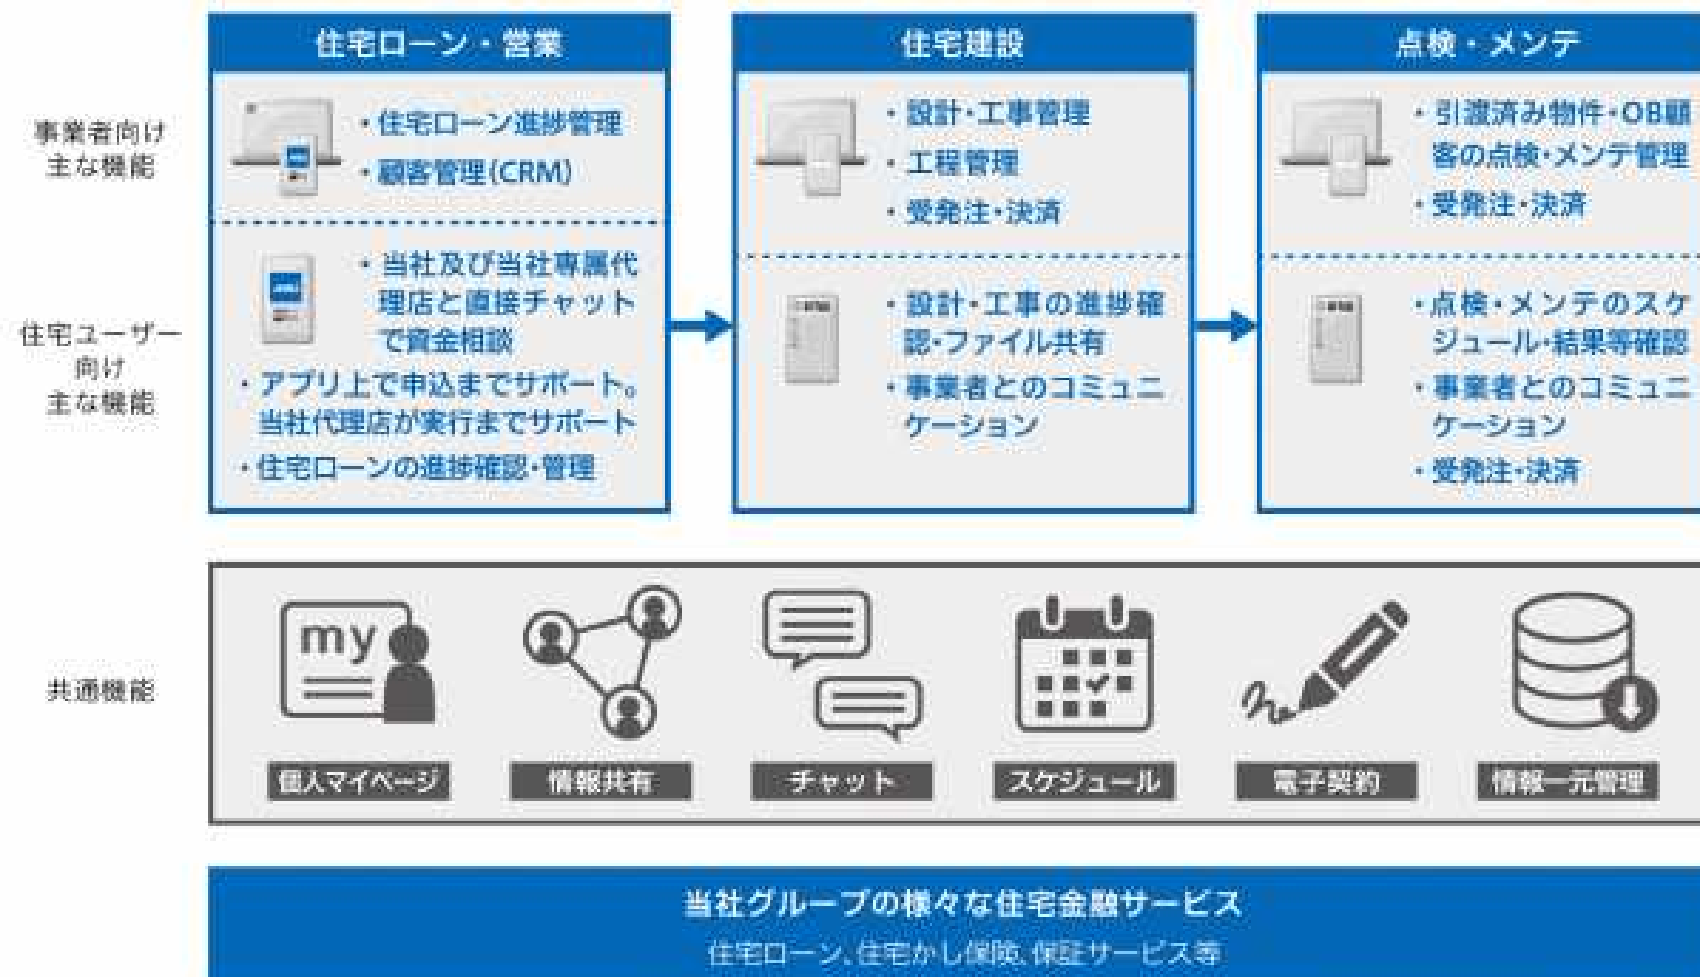 住宅ローン・営業
事業者向け
主な機能
・住宅ローン進捗管理
・顧客管理(CRM)
住宅ユーザー
向け
主な機能
・当社及び当社専属代
理店と直接チャット
で資金相談
・アプリ上で申込までサポート。
当社代理店が実行までサポート
・住宅ローンの進捗確認・管理
住宅建設
・設計・工事管理
・工程管理
・受発注・決済
・設計・工事の進捗確
認・ファイル共有
・事業者とのコミュニ
ケーション
点検・メンテ
・引渡済み物件・OB顧
客の点検・メンテ管理
・受発注・決済
・点検・メンテのスケ
ジュール・結果等確認
・事業者とのコミュニ
ケーション
・受発注・決済
共通機能
my
個人マイページ
情報共有
チャット
スケジュール
電子契約
情報一元管理
当社グループの様々な住宅金融サービス
住宅ローン、住宅かし保険、保証サービス等